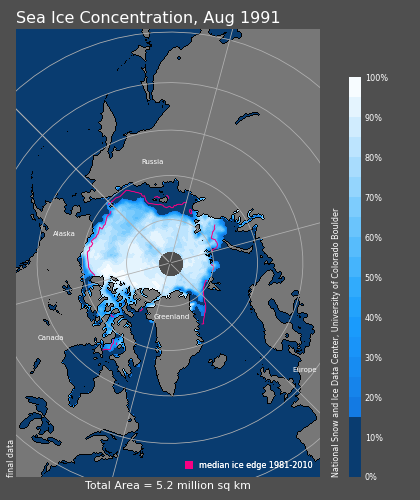 Sea Ice Concentration, Aug 1991
Russia
Alaska
Greenland
Canada
Europe
median ice edge 1981-2010
Total Area = 5.2 million sq km
final data
National Snow and Ice Data Center, University of Colorado Boulder
100%
90%
80%
70%
60%
50%
40%
30%
20%
10%
0%